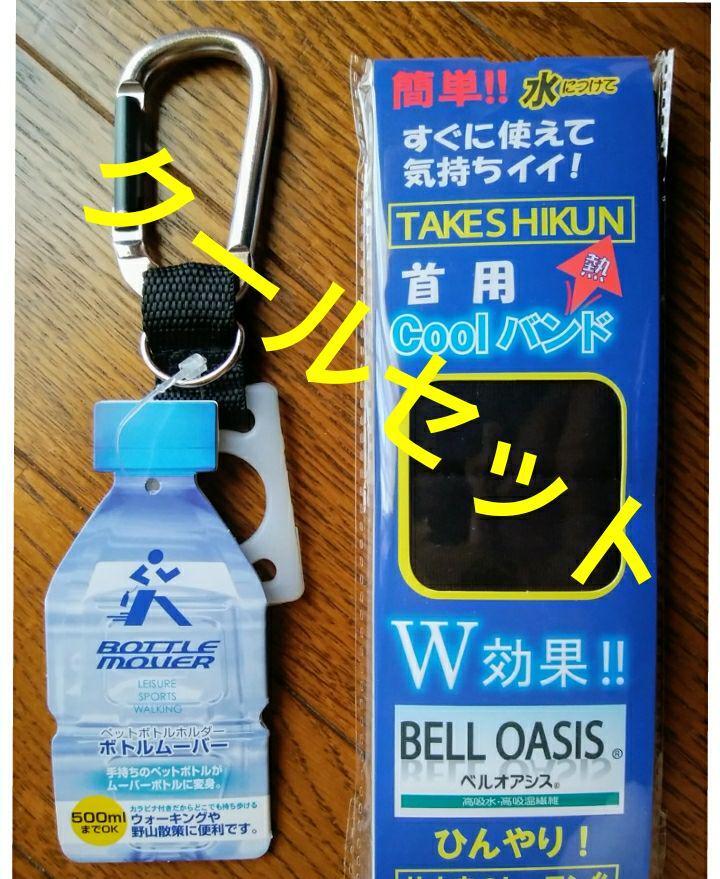 クールセット
BOTTLE
MOVER
LEISURE
SPORTS
WALKING
ペットボトルホルダー
ボトルムーバー
手持ちのペットボトルが
ムーバーボトルに変身。
500ml
までOK
カラビナ付きだからどこでも持ち歩ける
ウォーキングや
野山散策に便利です。
簡単!! 水につけて
すぐに使えて
気持ちイイ!
TAKESHIKUN
熱
首用
Cool バンド
W効果!!
BELL OASIS®
ベルオアシス®
高吸水・高吸湿繊維
ひんやり!